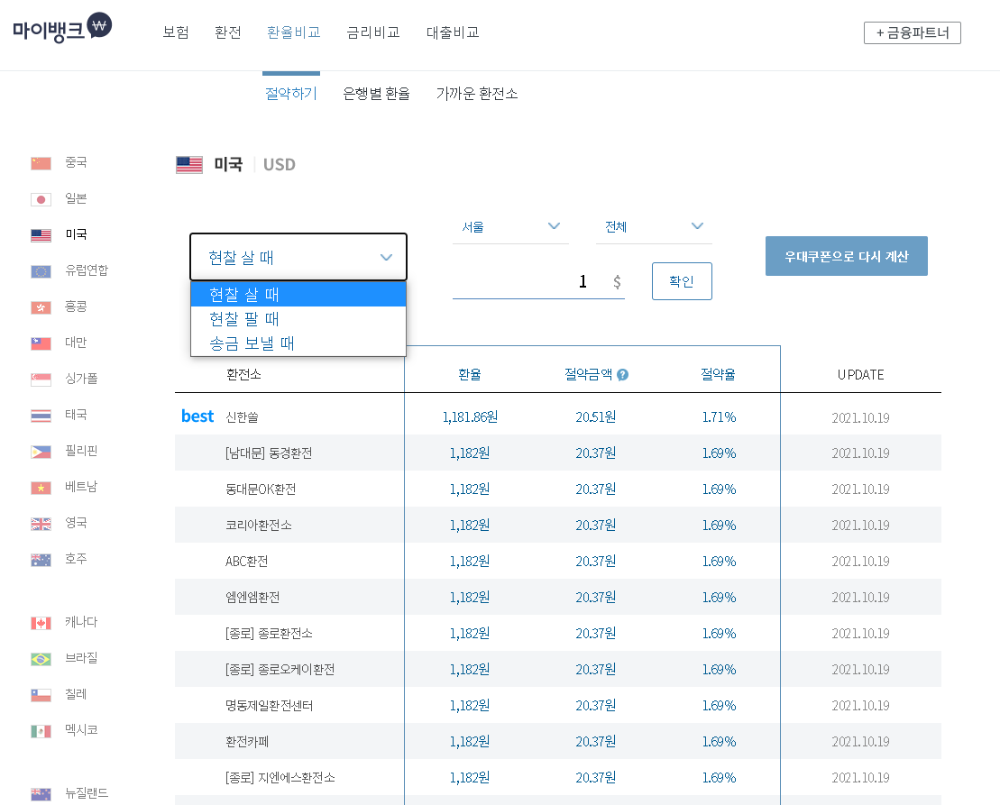 마이뱅크 ₩
보험 환전 환율비교 금리비교 대출비교
+ 금융파트너
절약하기 은행별 환율 가까운 환전소
중국
일본
미국
유럽연합
홍콩
대만
싱가폴
태국
필리핀
베트남
영국
호주
캐나다
브라질
칠레
멕시코
뉴질랜드
미국 USD
현찰 살 때
현찰 살 때
현찰 팔 때
송금 보낼 때
서울 전체
1 $ 확인
우대쿠폰으로 다시 계산
환전소 환율 절약금액 ? 절약율 UPDATE
best 신한쏠 1,181.86원 20.51원 1.71% 2021.10.19
[남대문] 동경환전 1,182원 20.37원 1.69% 2021.10.19
동대문OK환전 1,182원 20.37원 1.69% 2021.10.19
코리아환전소 1,182원 20.37원 1.69% 2021.10.19
ABC환전 1,182원 20.37원 1.69% 2021.10.19
엠엔엠환전 1,182원 20.37원 1.69% 2021.10.19
[종로] 종로환전소 1,182원 20.37원 1.69% 2021.10.19
[종로] 종로오케이환전 1,182원 20.37원 1.69% 2021.10.19
명동제일환전센터 1,182원 20.37원 1.69% 2021.10.19
환전카페 1,182원 20.37원 1.69% 2021.10.19
[종로] 지엔에스환전소 1,182원 20.37원 1.69% 2021.10.19